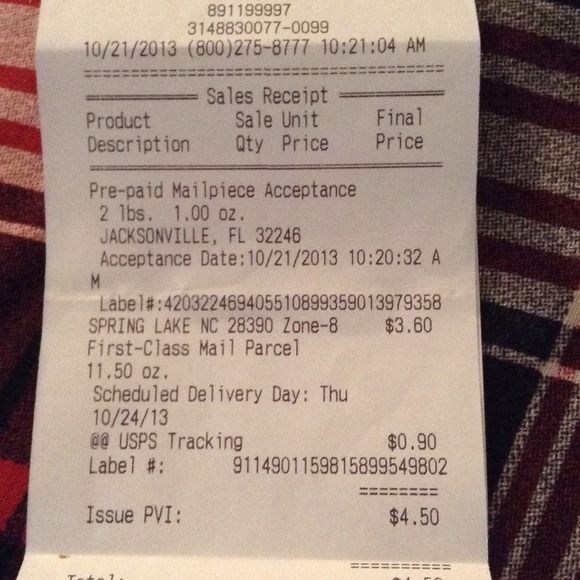 891199997
3148830077-0099
10/21/2013 (800)275-8777 10:21:04 AM
=====================================
========== Sales Receipt ==========
Product Sale Unit Final
Description Qty Price Price
Pre-paid Mailpiece Acceptance
2 lbs. 1.00 oz.
JACKSONVILLE, FL 32246
Acceptance Date:10/21/2013 10:20:32 A
M
Label#:420322469405510899359013979358
SPRING LAKE NC 28390 Zone-8 $3.60
First-Class Mail Parcel
11.50 oz.
Scheduled Delivery Day: Thu
10/24/13
@@ USPS Tracking $0.90
Label #: 9114901159815899549802
========
Issue PVI: $4.50
==========
Total: